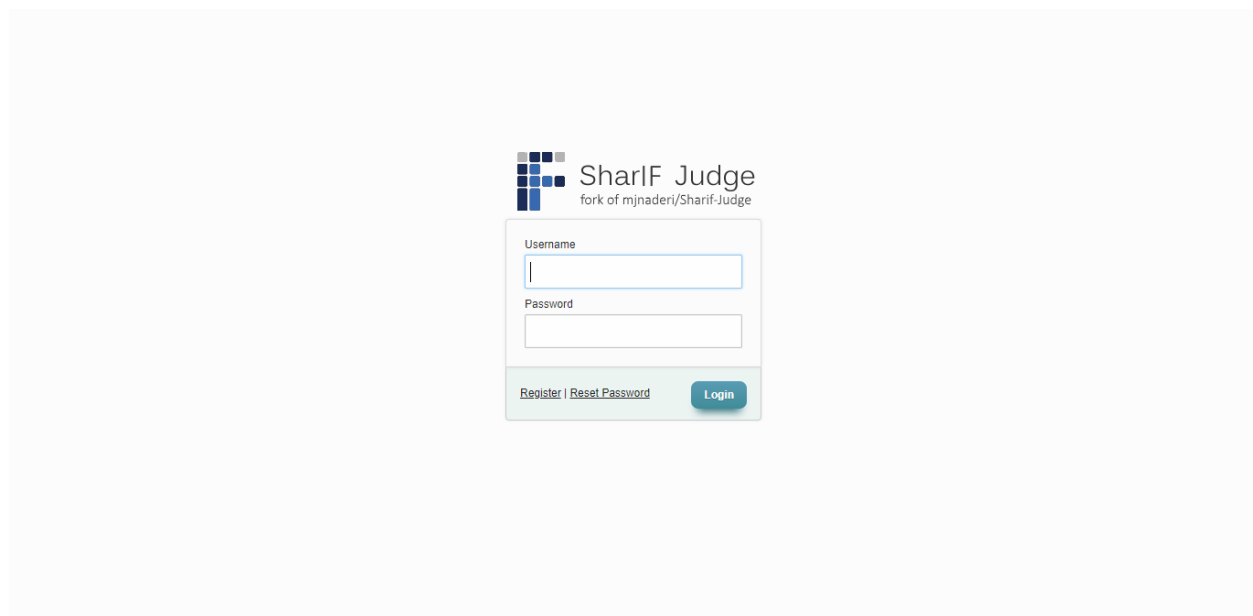 SharIF Judge
fork of mjnaderi/Sharif-Judge
Username
Password
Register | Reset Password
Login